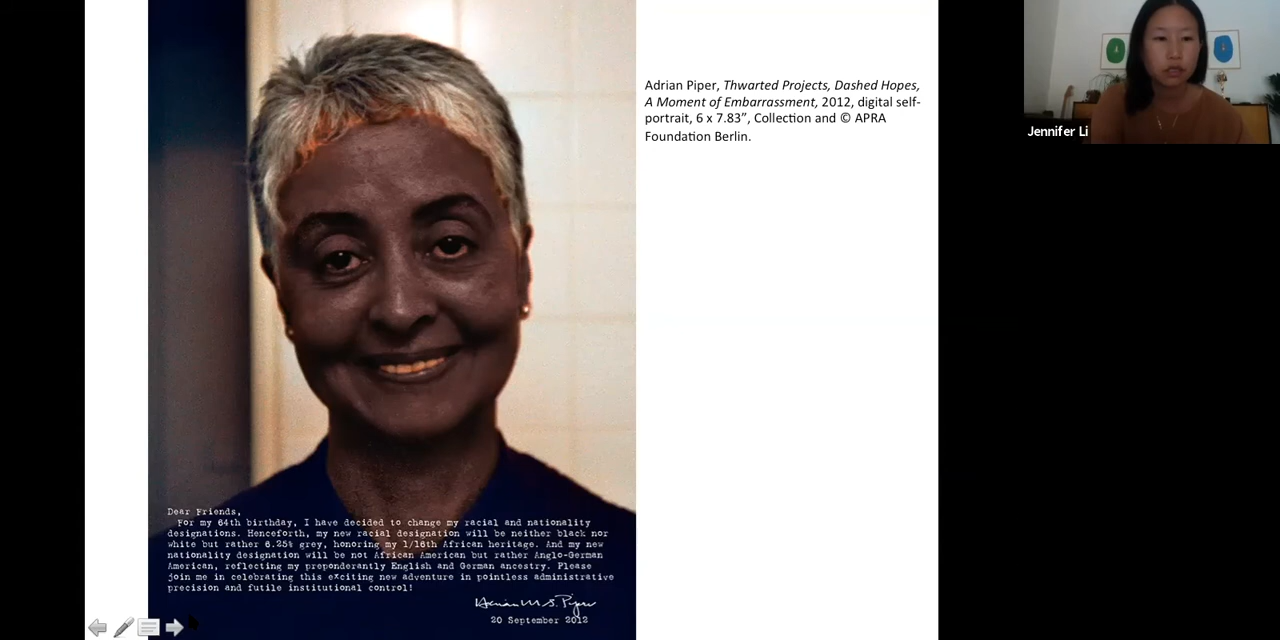 Adrian Piper, Thwarted Projects, Dashed Hopes,
A Moment of Embarrassment, 2012, digital self-
portrait, 6 x 7.83”, Collection and © APRA
Foundation Berlin.
Jennifer Li
Dear Friends,
For my 64th birthday, I have decided to change my racial and nationality
designations. Henceforth, my new racial designation will be neither black nor
white but rather 6.25% grey, honoring my 1/16th African heritage. And my new
nationality designation will be not African American but rather Anglo-German
American, reflecting my preponderantly English and German ancestry. Please
join me in celebrating this exciting new adventure in pointless administrative
precision and futile institutional control!
Adrian M. S. Piper
20 September 2012